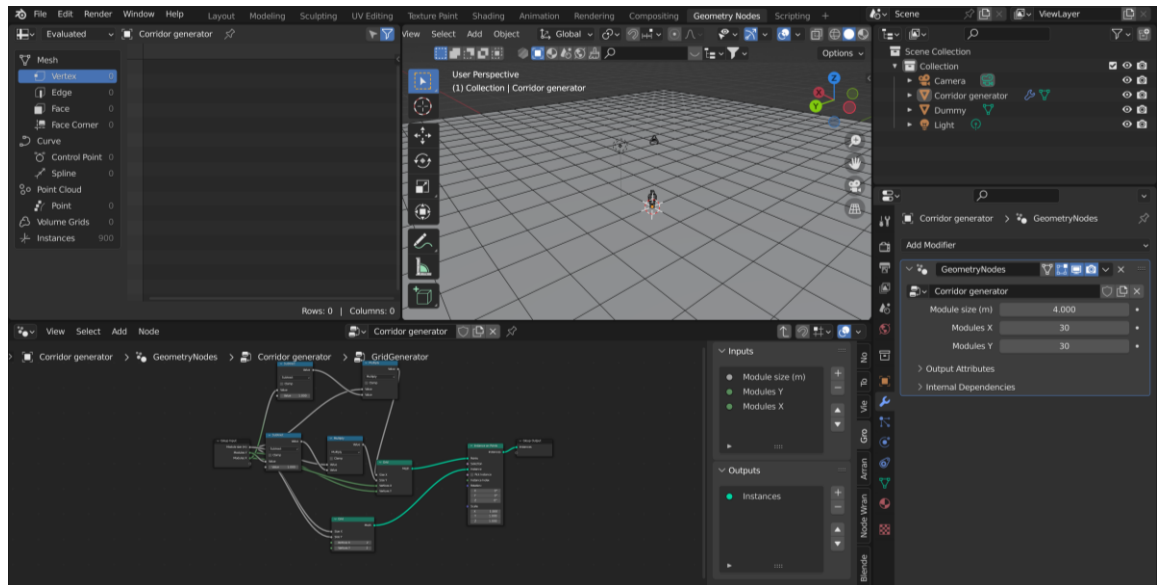 File Edit Render Window Help Layout Modeling Sculpting UV Editing Texture Paint Shading Animation Rendering Compositing Geometry Nodes Scripting + Scene ViewLayer
Evaluated Corridor generator
View Select Add Object Global
Options
Mesh
Vertex 0
Edge 0
Face 0
Face Corner 0
Curve
Control Point 0
Spline 0
Point Cloud
Point 0
Volume Grids 0
Instances 900
Rows: 0 | Columns: 0
User Perspective
(1) Collection | Corridor generator
Z
X
Y
Scene Collection
Collection
Camera
Corridor generator
Dummy
Light
Corridor generator > GeometryNodes
Add Modifier
GeometryNodes
Corridor generator
Module size (m) 4.000
Modules X 30
Modules Y 30
Output Attributes
Internal Dependencies
View Select Add Node Corridor generator
Corridor generator > GeometryNodes > Corridor generator > GridGenerator
Inputs
Module size (m)
Modules Y
Modules X
Outputs
Instances
No
To
Vie
Gro
Arran
Node Wran
Blende